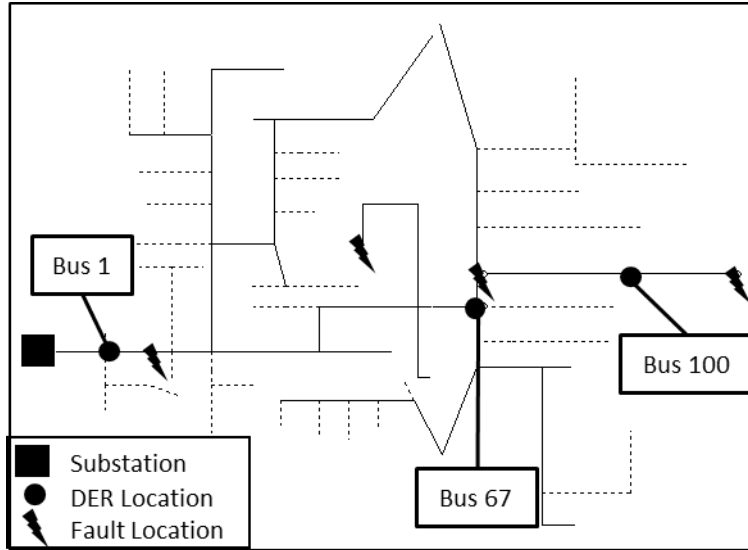 Bus 1
Bus 100
Bus 67
Substation
DER Location
Fault Location